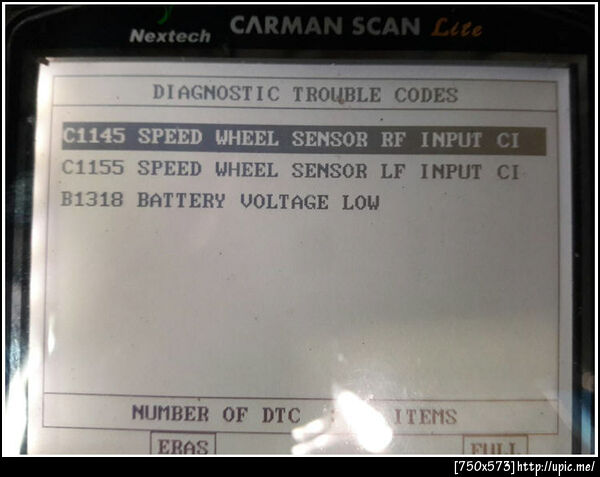 Nextech CARMAN SCAN Lite
DIAGNOSTIC TROUBLE CODES
C1145 SPEED WHEEL SENSOR RF INPUT CI
C1155 SPEED WHEEL SENSOR LF INPUT CI
B1318 BATTERY VOLTAGE LOW
NUMBER OF DTC : ITEMS
ERAS FULL
[750x573]http://upic.me/